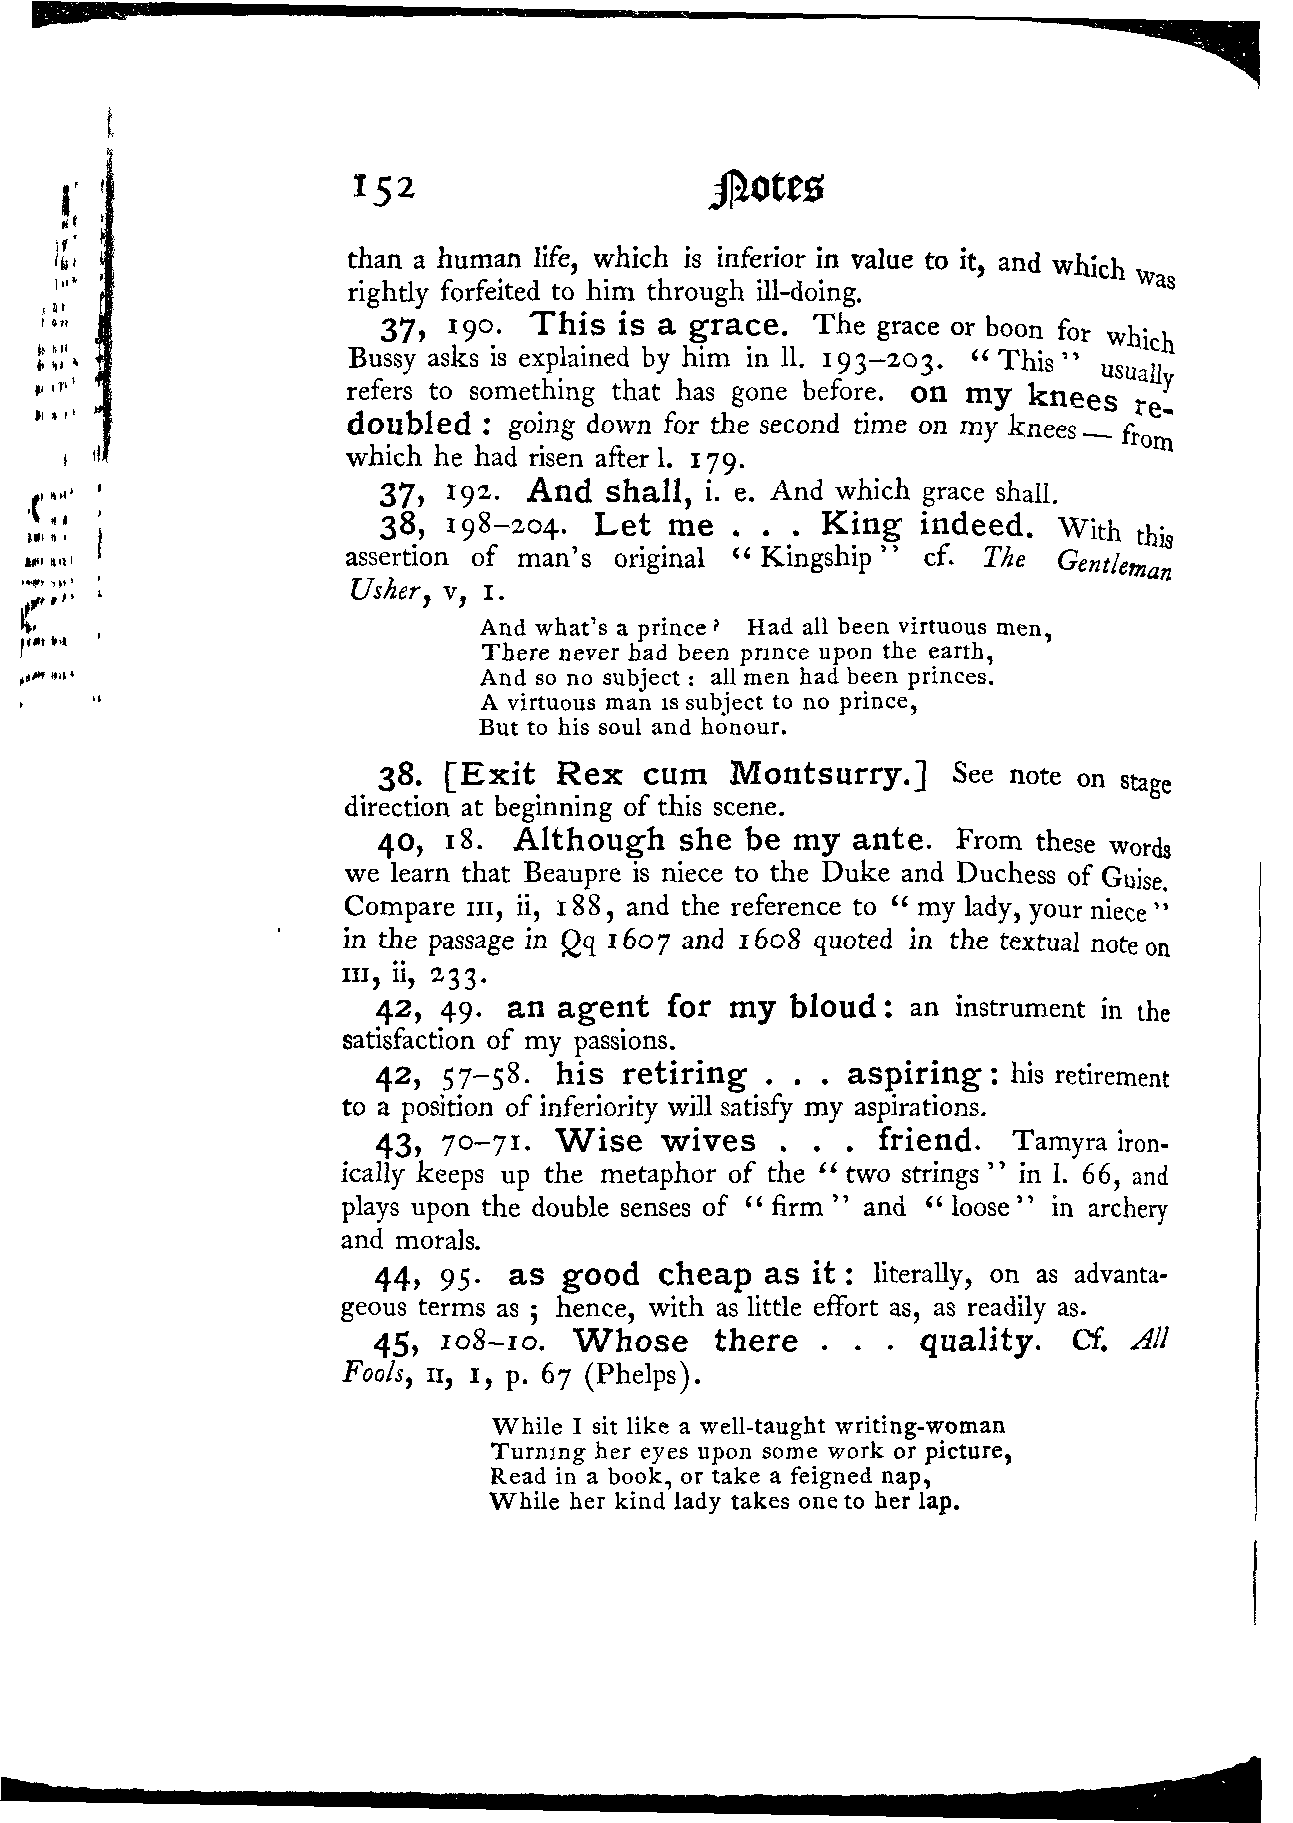 152 Notes
than a human life, which is inferior in value to it, and which was
rightly forfeited to him through ill-doing.
37, 190. This is a grace. The grace or boon for which
Bussy asks is explained by him in ll. 193–203. “This” usually
refers to something that has gone before. on my knees re-
doubled : going down for the second time on my knees — from
which he had risen after l. 179.
37, 192. And shall, i. e. And which grace shall.
38, 198–204. Let me . . . King indeed. With this
assertion of man's original “Kingship” cf. The Gentleman
Usher, v, 1.
And what's a prince? Had all been virtuous men,
There never had been prince upon the earth,
And so no subject : all men had been princes.
A virtuous man is subject to no prince,
But to his soul and honour.
38. [Exit Rex cum Montsurry.] See note on stage
direction at beginning of this scene.
40, 18. Although she be my ante. From these words
we learn that Beaupre is niece to the Duke and Duchess of Guise.
Compare III, ii, 188, and the reference to “my lady, your niece”
in the passage in Qq 1607 and 1608 quoted in the textual note on
III, ii, 233.
42, 49. an agent for my bloud: an instrument in the
satisfaction of my passions.
42, 57–58. his retiring . . . aspiring: his retirement
to a position of inferiority will satisfy my aspirations.
43, 70–71. Wise wives . . . friend. Tamyra iron-
ically keeps up the metaphor of the “two strings” in l. 66, and
plays upon the double senses of “firm” and “loose” in archery
and morals.
44, 95. as good cheap as it: literally, on as advanta-
geous terms as ; hence, with as little effort as, as readily as.
45, 108–10. Whose there . . . quality. Cf. All
Fools, II, 1, p. 67 (Phelps).
While I sit like a well-taught writing-woman
Turning her eyes upon some work or picture,
Read in a book, or take a feigned nap,
While her kind lady takes one to her lap.